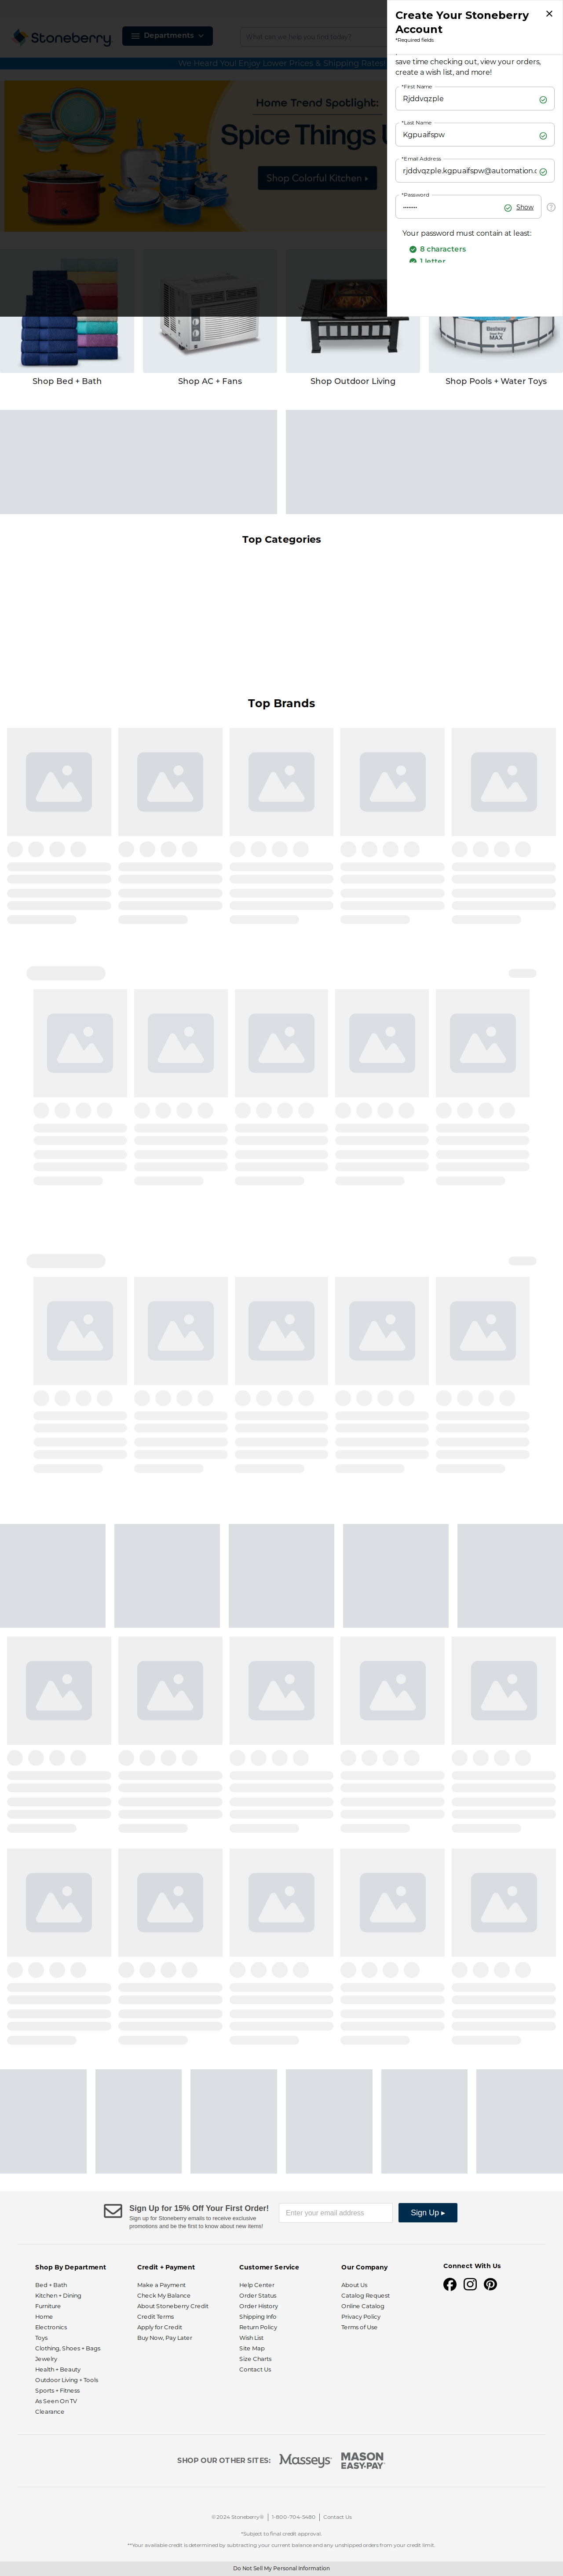 Create Your Stoneberry Account
*Required fields
save time checking out, view your orders,
create a wish list, and more!
*First Name
Rjddvqzple
*Last Name
Kgpuaifspw
*Email Address
rjddvqzple.kgpuaifspw@automation.c
*Password
Show
Your password must contain at least:
8 characters
1 letter
Stoneberry
Departments
What can we help you find today?
We Heard You! Enjoy Lower Prices & Shipping Rates!
Home Trend Spotlight:
Spice Things U
Shop Colorful Kitchen
Bestway
MAX
Shop Bed + Bath
Shop AC + Fans
Shop Outdoor Living
Shop Pools + Water Toys
Top Categories
Top Brands
Sign Up for 15% Off Your First Order!
Sign up for Stoneberry emails to receive exclusive
promotions and be the first to know about new items!
Enter your email address
Sign Up ▸
Shop By Department
Bed + Bath
Kitchen + Dining
Furniture
Home
Electronics
Toys
Clothing, Shoes + Bags
Jewelry
Health + Beauty
Outdoor Living + Tools
Sports + Fitness
As Seen On TV
Clearance
Credit + Payment
Make a Payment
Check My Balance
About Stoneberry Credit
Credit Terms
Apply for Credit
Buy Now, Pay Later
Customer Service
Help Center
Order Status
Order History
Shipping Info
Return Policy
Wish List
Site Map
Size Charts
Contact Us
Our Company
About Us
Catalog Request
Online Catalog
Privacy Policy
Terms of Use
Connect With Us
SHOP OUR OTHER SITES:
Masseys
MASON
EASY-PAY
©2024 Stoneberry® | 1-800-704-5480 | Contact Us
*Subject to final credit approval.
**Your available credit is determined by subtracting your current balance and any unshipped orders from your credit limit.
Do Not Sell My Personal Information